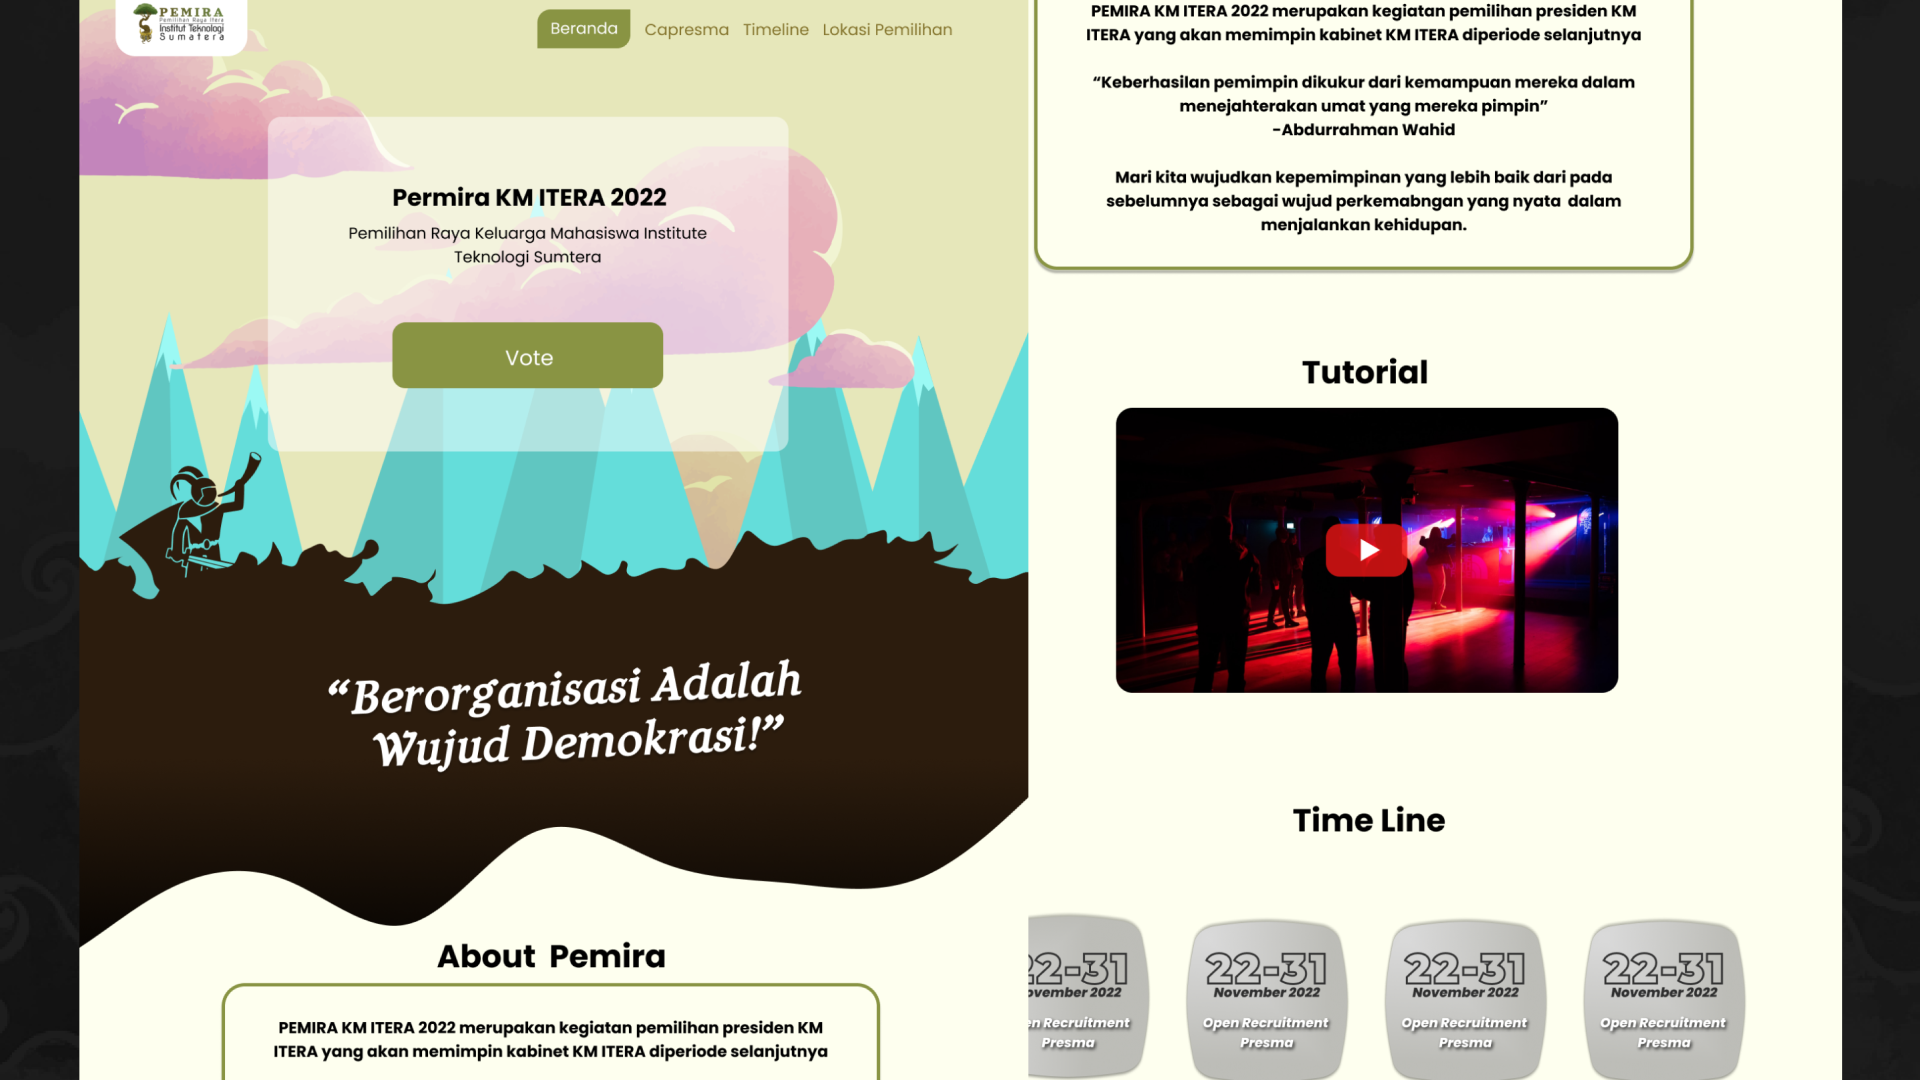 PEMIRA
Pemilihan Raya Itera
Institut Teknologi
Sumatera
Beranda
Capresma
Timeline
Lokasi Pemilihan
Permira KM ITERA 2022
Pemilihan Raya Keluarga Mahasiswa Institute
Teknologi Sumtera
Vote
“Berorganisasi Adalah
Wujud Demokrasi!”
About Pemira
PEMIRA KM ITERA 2022 merupakan kegiatan pemilihan presiden KM
ITERA yang akan memimpin kabinet KM ITERA diperiode selanjutnya
PEMIRA KM ITERA 2022 merupakan kegiatan pemilihan presiden KM
ITERA yang akan memimpin kabinet KM ITERA diperiode selanjutnya
“Keberhasilan pemimpin dikukur dari kemampuan mereka dalam
menejahterakan umat yang mereka pimpin”
-Abdurrahman Wahid
Mari kita wujudkan kepemimpinan yang lebih baik dari pada
sebelumnya sebagai wujud perkemabngan yang nyata dalam
menjalankan kehidupan.
Tutorial
Time Line
22-31
ovember 2022
en Recruitment
Presma
22-31
November 2022
Open Recruitment
Presma
22-31
November 2022
Open Recruitment
Presma
22-31
November 2022
Open Recruitment
Presma